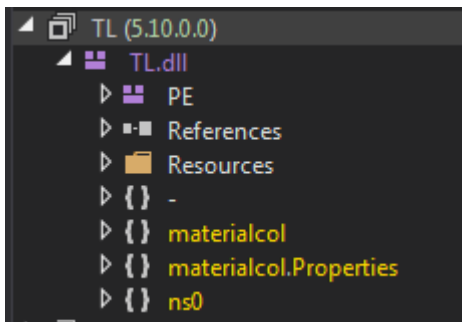 TL (5.10.0.0)
TL.dll
PE
References
Resources
{ } -
{ } materialcol
{ } materialcol.Properties
{ } ns0